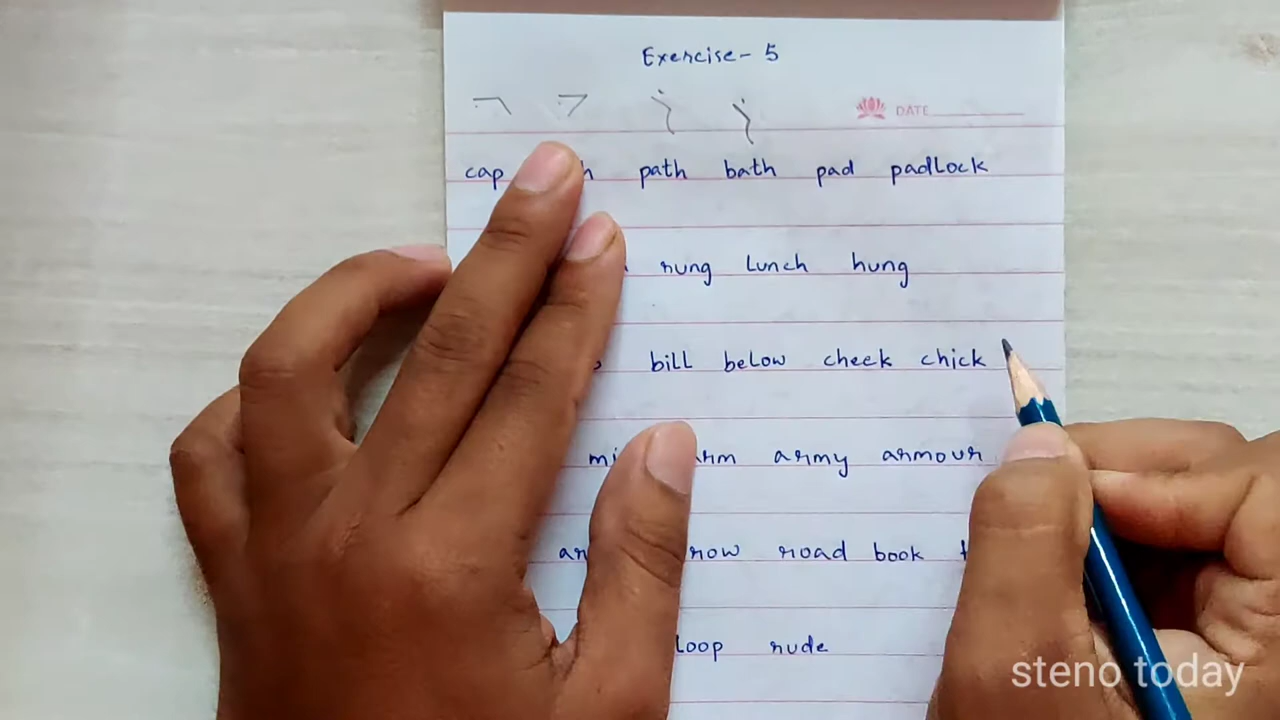 Exercise - 5
DATE
cap path bath pad padlock
rung Lunch hung
bill below cheek chick
army armour
road book
Loop rude
steno today